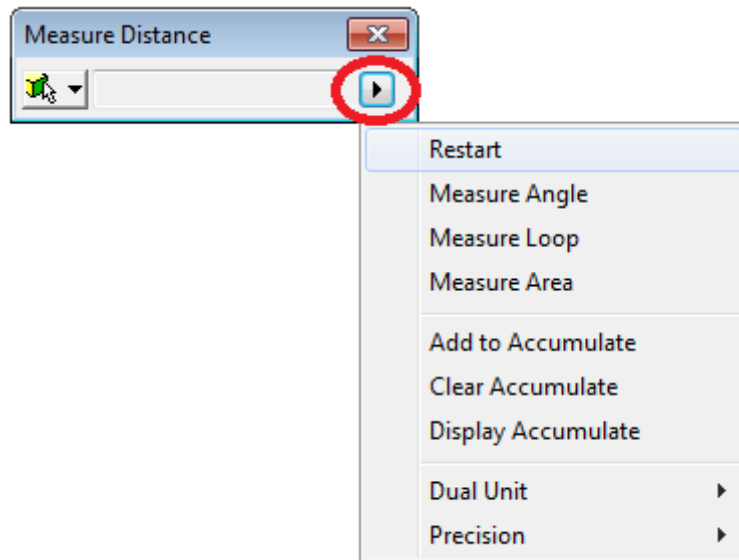 Measure Distance
Restart
Measure Angle
Measure Loop
Measure Area
Add to Accumulate
Clear Accumulate
Display Accumulate
Dual Unit
Precision